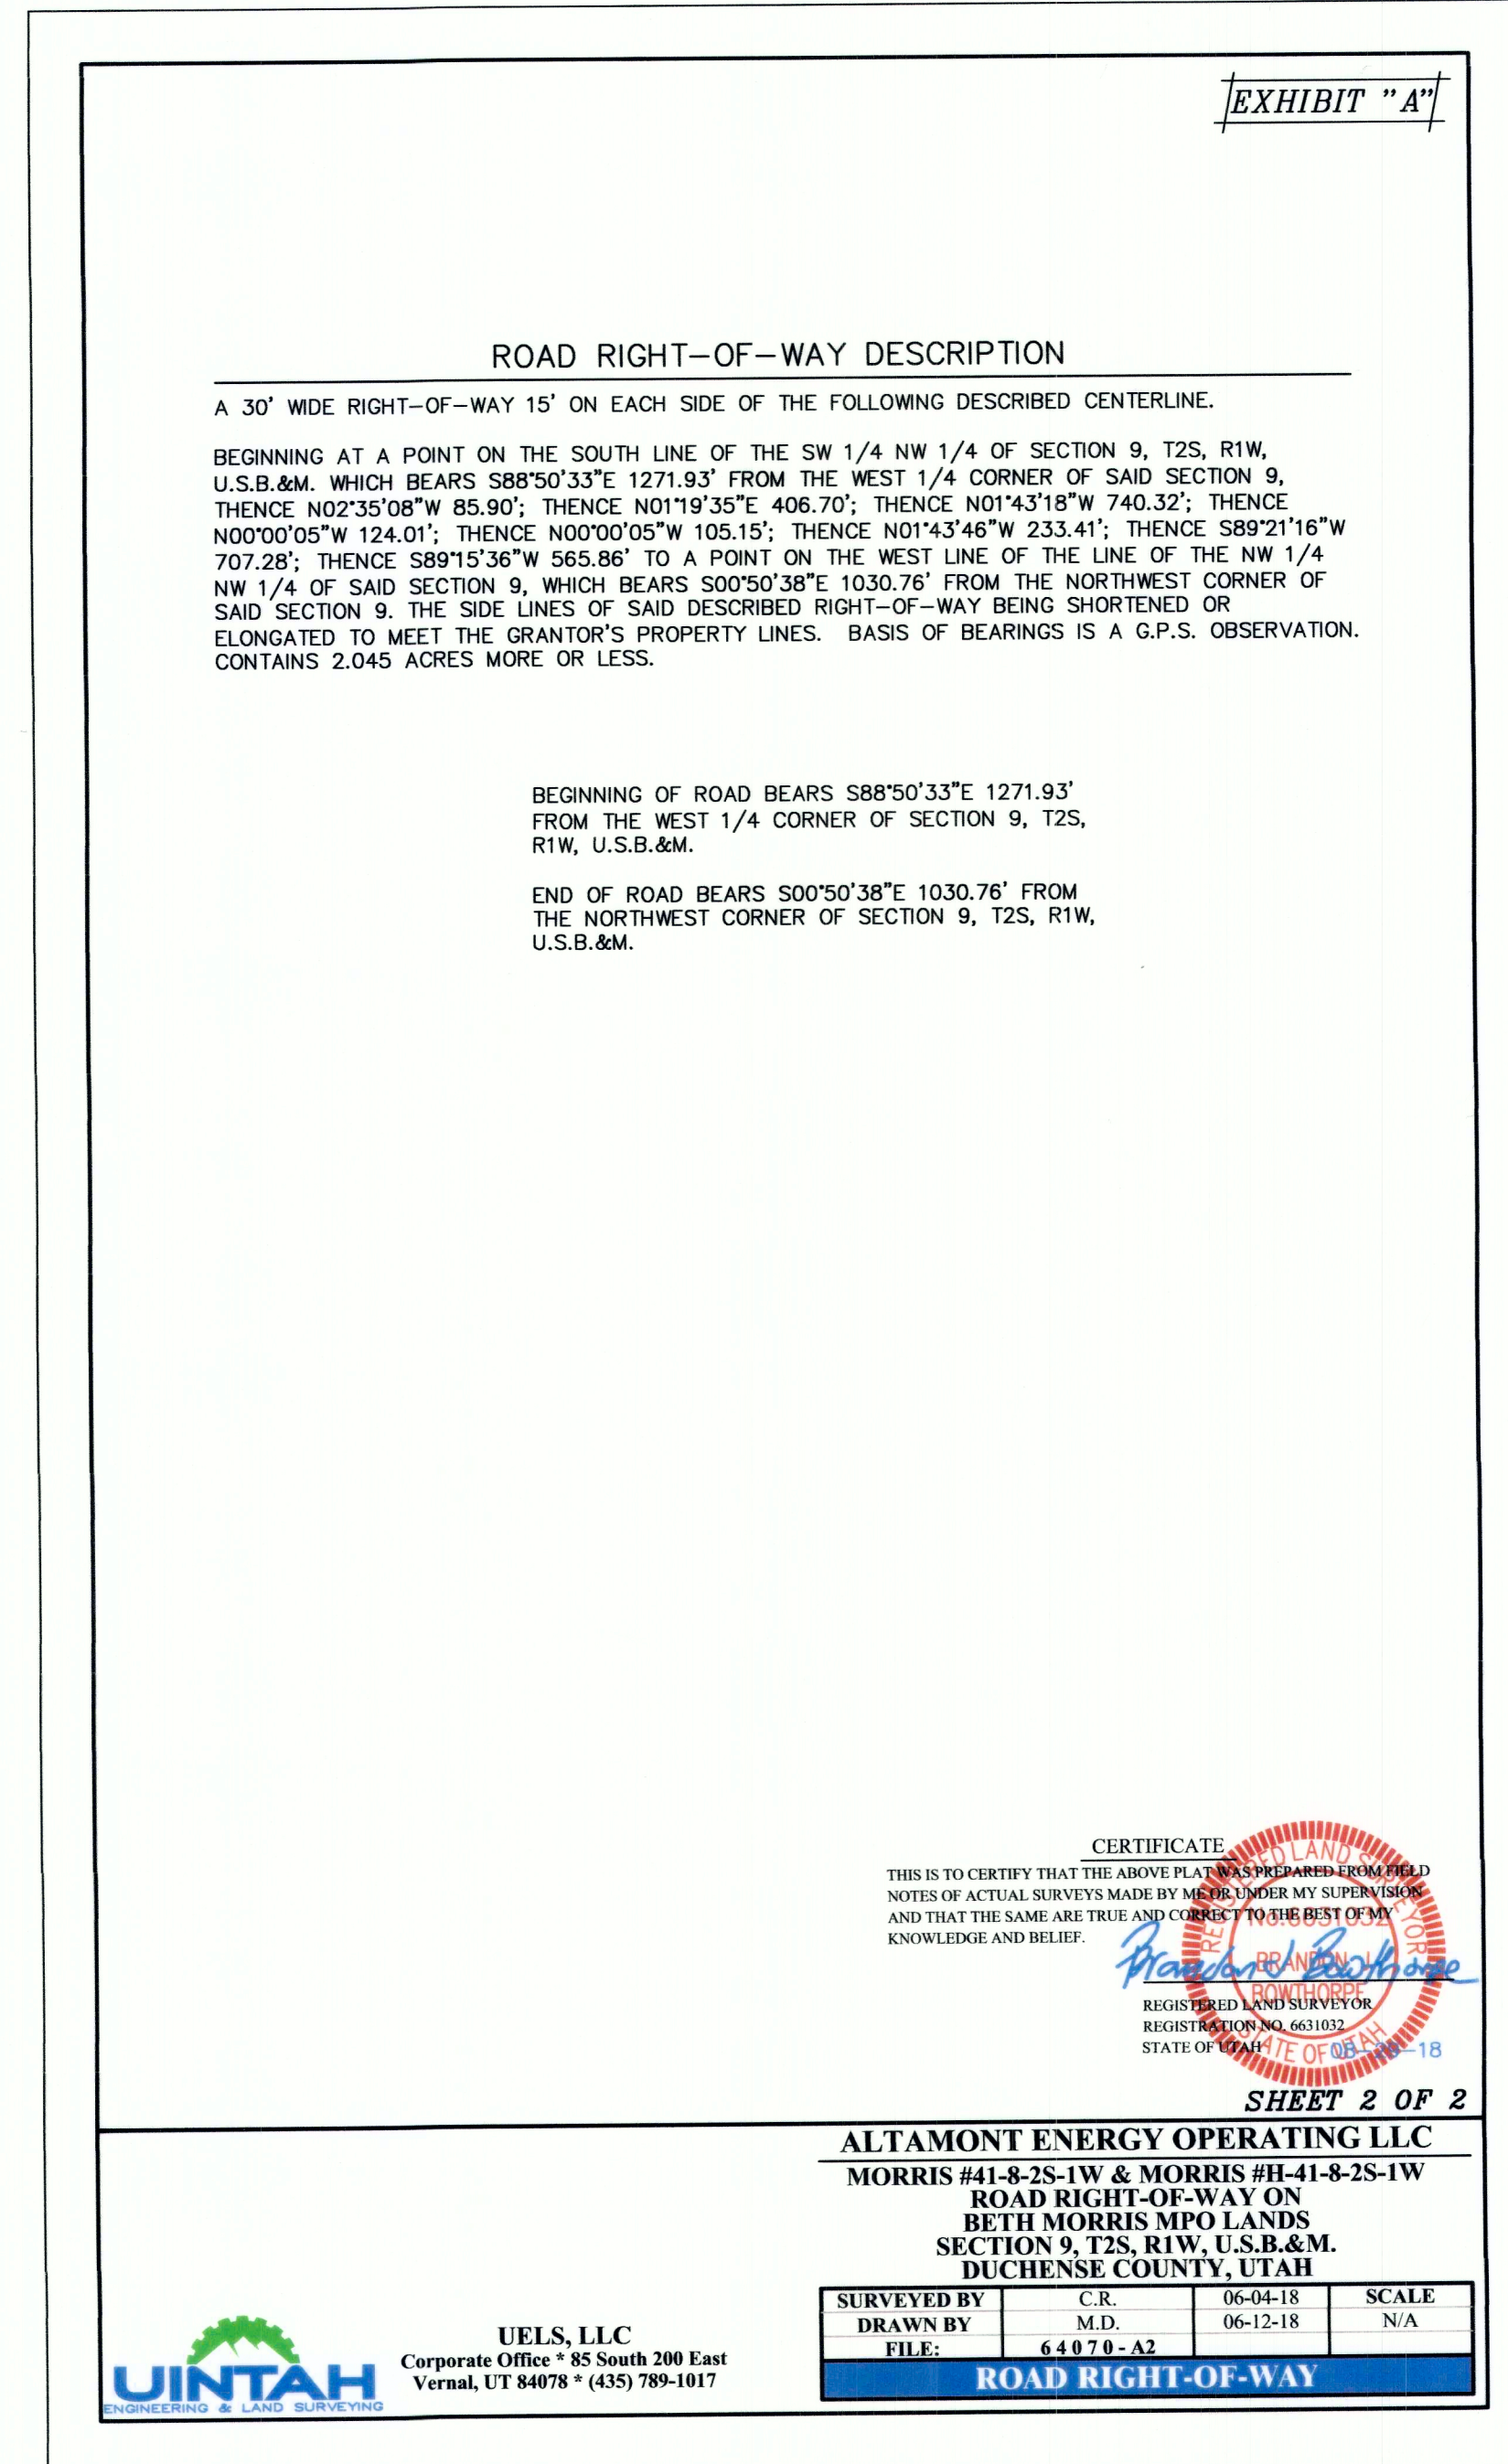 EXHIBIT "A"
ROAD RIGHT-OF-WAY DESCRIPTION
A 30' WIDE RIGHT-OF-WAY 15' ON EACH SIDE OF THE FOLLOWING DESCRIBED CENTERLINE.
BEGINNING AT A POINT ON THE SOUTH LINE OF THE SW 1/4 NW 1/4 OF SECTION 9, T2S, R1W,
U.S.B.&M. WHICH BEARS S88°50'33"E 1271.93' FROM THE WEST 1/4 CORNER OF SAID SECTION 9,
THENCE N02°35'08"W 85.90'; THENCE N01°19'35"E 406.70'; THENCE N01°43'18"W 740.32'; THENCE
N00°00'05"W 124.01'; THENCE N00°00'05"W 105.15'; THENCE N01°43'46"W 233.41'; THENCE S89°21'16"W
707.28'; THENCE S89°15'36"W 565.86' TO A POINT ON THE WEST LINE OF THE LINE OF THE NW 1/4
NW 1/4 OF SAID SECTION 9, WHICH BEARS S00°50'38"E 1030.76' FROM THE NORTHWEST CORNER OF
SAID SECTION 9. THE SIDE LINES OF SAID DESCRIBED RIGHT-OF-WAY BEING SHORTENED OR
ELONGATED TO MEET THE GRANTOR'S PROPERTY LINES. BASIS OF BEARINGS IS A G.P.S. OBSERVATION.
CONTAINS 2.045 ACRES MORE OR LESS.
BEGINNING OF ROAD BEARS S88°50'33"E 1271.93'
FROM THE WEST 1/4 CORNER OF SECTION 9, T2S,
R1W, U.S.B.&M.
END OF ROAD BEARS S00°50'38"E 1030.76' FROM
THE NORTHWEST CORNER OF SECTION 9, T2S, R1W,
U.S.B.&M.
CERTIFICATE
THIS IS TO CERTIFY THAT THE ABOVE PLAT WAS PREPARED FROM FIELD
NOTES OF ACTUAL SURVEYS MADE BY ME OR UNDER MY SUPERVISION
AND THAT THE SAME ARE TRUE AND CORRECT TO THE BEST OF MY
KNOWLEDGE AND BELIEF.
REGISTERED LAND SURVEYOR
No. 6631032
BRANDON J.
BOWTHORPE
STATE OF UTAH
Brandon J Bowthorpe
REGISTERED LAND SURVEYOR
REGISTRATION NO. 6631032
STATE OF UTAH
SHEET 2 OF 2
ALTAMONT ENERGY OPERATING LLC
MORRIS #41-8-2S-1W & MORRIS #H-41-8-2S-1W
ROAD RIGHT-OF-WAY ON
BETH MORRIS MPO LANDS
SECTION 9, T2S, R1W, U.S.B.&M.
DUCHENSE COUNTY, UTAH
SURVEYED BY C.R. 06-04-18 SCALE
DRAWN BY M.D. 06-12-18 N/A
FILE: 64070-A2
ROAD RIGHT-OF-WAY
UINTAH
ENGINEERING & LAND SURVEYING
UELS, LLC
Corporate Office * 85 South 200 East
Vernal, UT 84078 * (435) 789-1017